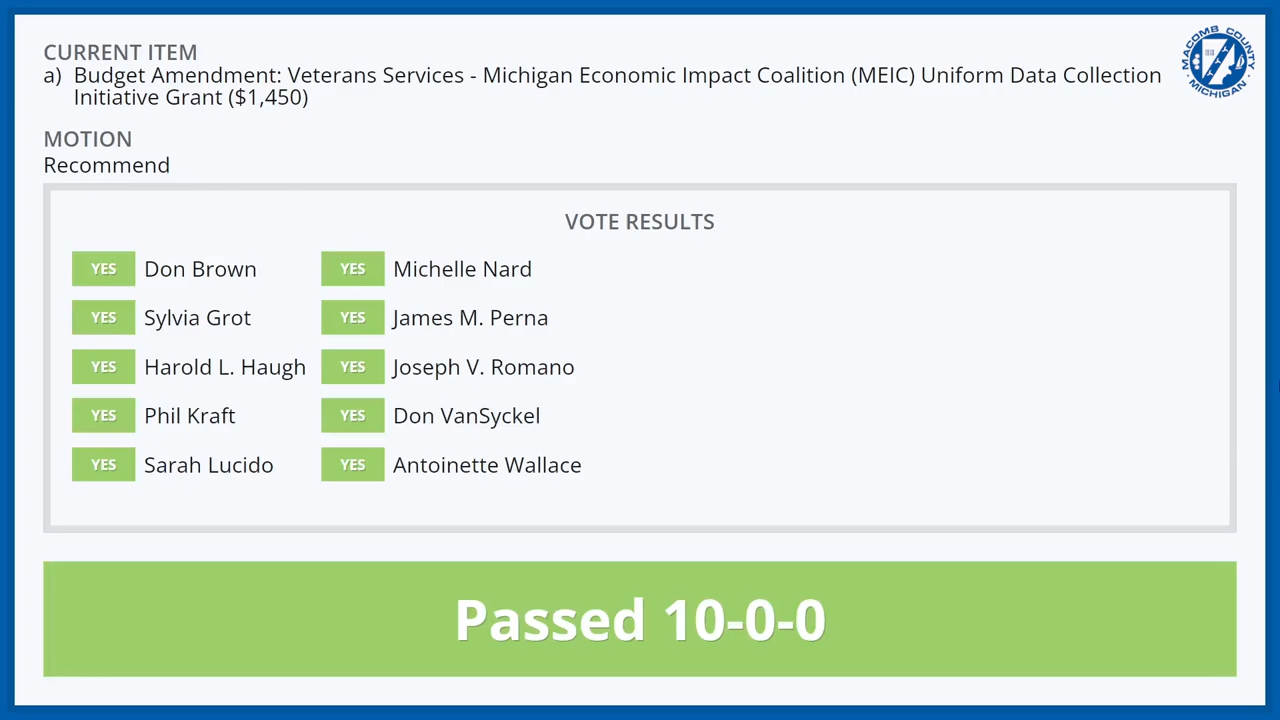 CURRENT ITEM
a) Budget Amendment: Veterans Services - Michigan Economic Impact Coalition (MEIC) Uniform Data Collection
Initiative Grant ($1,450)
MACOMB COUNTY
MICHIGAN
MOTION
Recommend
VOTE RESULTS
YES Don Brown YES Michelle Nard
YES Sylvia Grot YES James M. Perna
YES Harold L. Haugh YES Joseph V. Romano
YES Phil Kraft YES Don VanSyckel
YES Sarah Lucido YES Antoinette Wallace
Passed 10-0-0